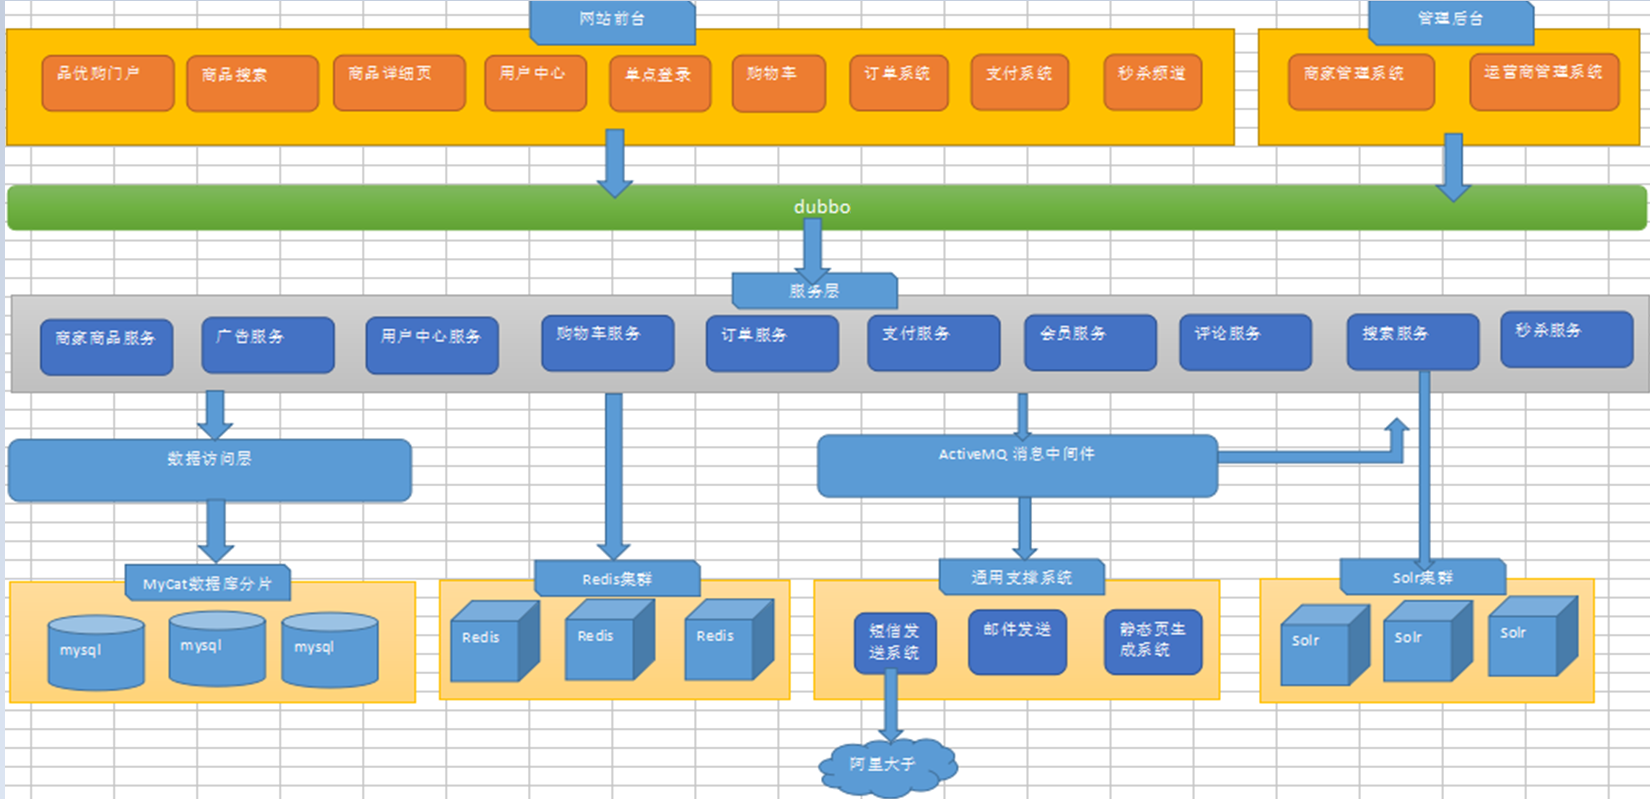 网站前台
管理后台
品优购门户
商品搜索
商品详细页
用户中心
单点登录
购物车
订单系统
支付系统
秒杀频道
商家管理系统
运营商管理系统
dubbo
服务层
商家商品服务
广告服务
用户中心服务
购物车服务
订单服务
支付服务
会员服务
评论服务
搜索服务
秒杀服务
数据访问层
ActiveMQ 消息中间件
MyCat数据库分片
Redis集群
通用支撑系统
Solr集群
mysql
mysql
mysql
Redis
Redis
Redis
短信发
送系统
邮件发送
静态页生
成系统
Solr
Solr
Solr
阿里大于